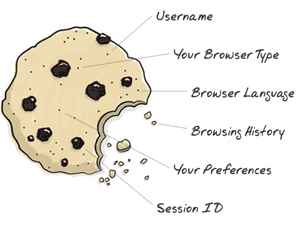 Username
Your Browser Type
Browser Language
Browsing History
Your Preferences
Session ID